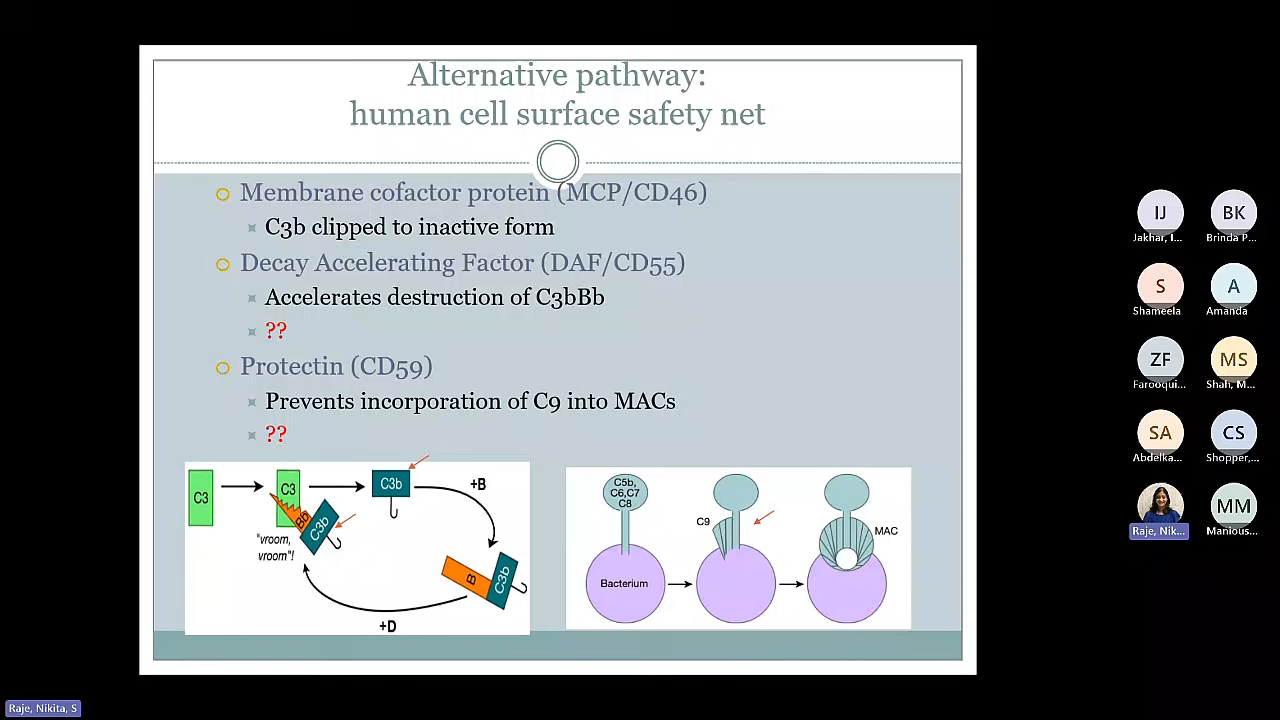 Alternative pathway:
human cell surface safety net
Membrane cofactor protein (MCP/CD46)
C3b clipped to inactive form
Decay Accelerating Factor (DAF/CD55)
Accelerates destruction of C3bBb
??
Protectin (CD59)
Prevents incorporation of C9 into MACs
??
C3
C3
Bb
C3b
"vroom,
vroom"!
C3b
+B
B
C3b
+D
C5b,
C6,C7
C8
Bacterium
C9
MAC
IJ
Jakhar, I...
BK
Brinda P...
S
Shameela
A
Amanda
ZF
Farooqui...
MS
Shah, M...
SA
Abdelka...
CS
Shopper,...
Raje, Nik...
MM
Manious...
Raje, Nikita, S